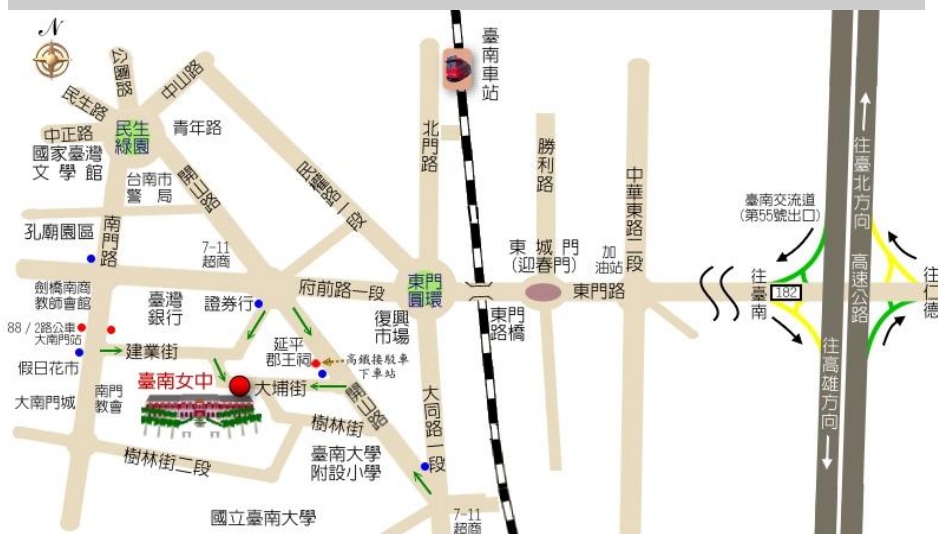 N
公園路
中山路
民生路
中正路
民生
綠園
青年路
國家臺灣
文學館
台南市
警局
開山路
民權路一段
北門路
臺南車站
勝利路
中華東路二段
孔廟園區
南門路
7-11
超商
劍橋南商
教師會館
臺灣
銀行
證券行
府前路一段
東門
圓環
東城門
(迎春門)
加
油站
東門路
東門
路橋
復興
市場
臺南交流道
(第55號出口)
往臺南
182
往臺北方向
高速公路
往高雄方向
往仁德
88 / 2路公車
大南門站
建業街
延平
郡王祠
高鐵接駁車
下車站
假日花市
臺南女中
大埔街
開山路
大同路一段
大南門城
南門
教會
樹林街
樹林街二段
臺南大學
附設小學
國立臺南大學
7-11
超商